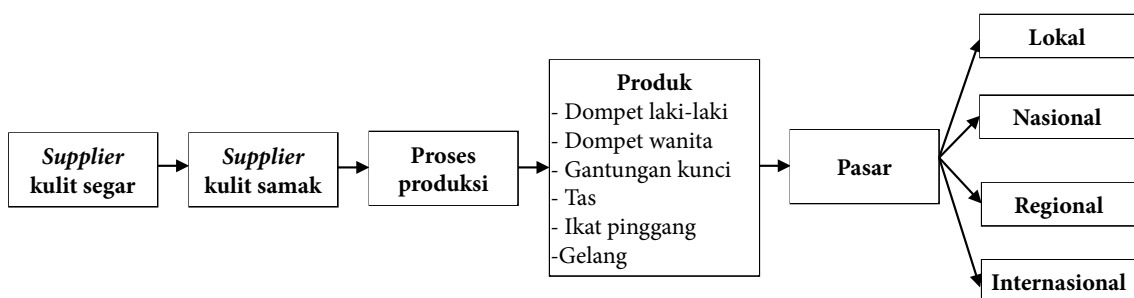 Supplier
kulit segar
Supplier
kulit samak
Proses
produksi
Produk
- Dompet laki-laki
- Dompet wanita
- Gantungan kunci
- Tas
- Ikat pinggang
-Gelang
Pasar
Lokal
Nasional
Regional
Internasional